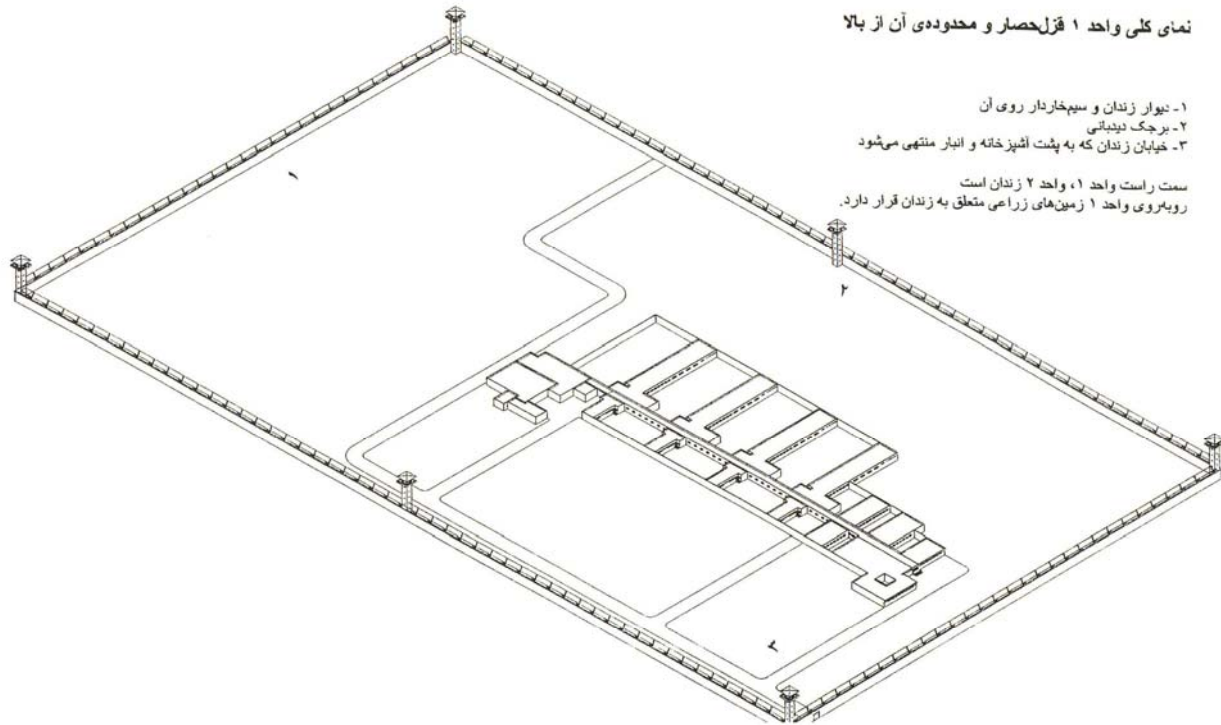 نمای کلی واحد ۱ قزل‌حصار و محدوده‌ی آن از بالا
۱- دیوار زندان و سیم‌خاردار روی آن
۲- برجک دیدبانی
۳- خیابان زندان که به پشت آشپزخانه و انبار منتهی می‌شود
سمت راست واحد ۱، واحد ۲ زندان است
روبه‌روی واحد ۱ زمین‌های زراعی متعلق به زندان قرار دارد.
۱
۲
۳